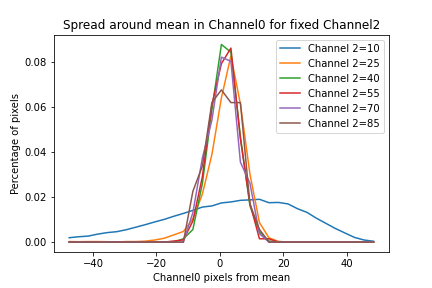 Spread around mean in Channel0 for fixed Channel2
Channel 2=10
Channel 2=25
Channel 2=40
Channel 2=55
Channel 2=70
Channel 2=85
Percentage of pixels
0.08
0.06
0.04
0.02
0.00
−40 −20 0 20 40
Channel0 pixels from mean